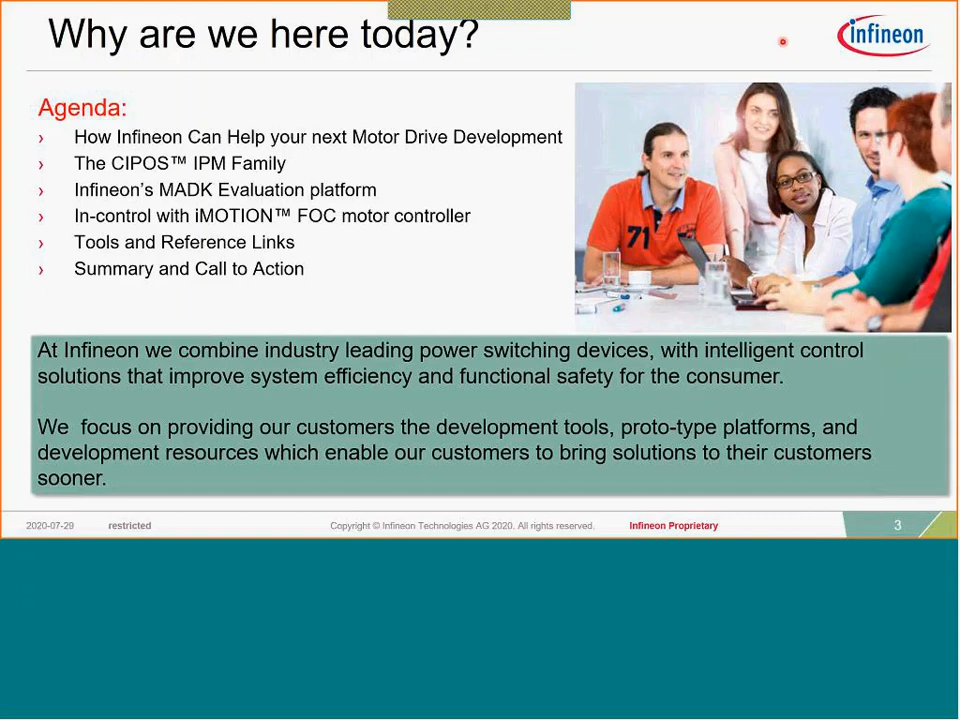 Why are we here today?
infineon
Agenda:
› How Infineon Can Help your next Motor Drive Development
› The CIPOS™ IPM Family
› Infineon’s MADK Evaluation platform
› In-control with iMOTION™ FOC motor controller
› Tools and Reference Links
› Summary and Call to Action
71
At Infineon we combine industry leading power switching devices, with intelligent control
solutions that improve system efficiency and functional safety for the consumer.
We focus on providing our customers the development tools, proto-type platforms, and
development resources which enable our customers to bring solutions to their customers
sooner.
2020-07-29 restricted Copyright © Infineon Technologies AG 2020. All rights reserved. Infineon Proprietary 3